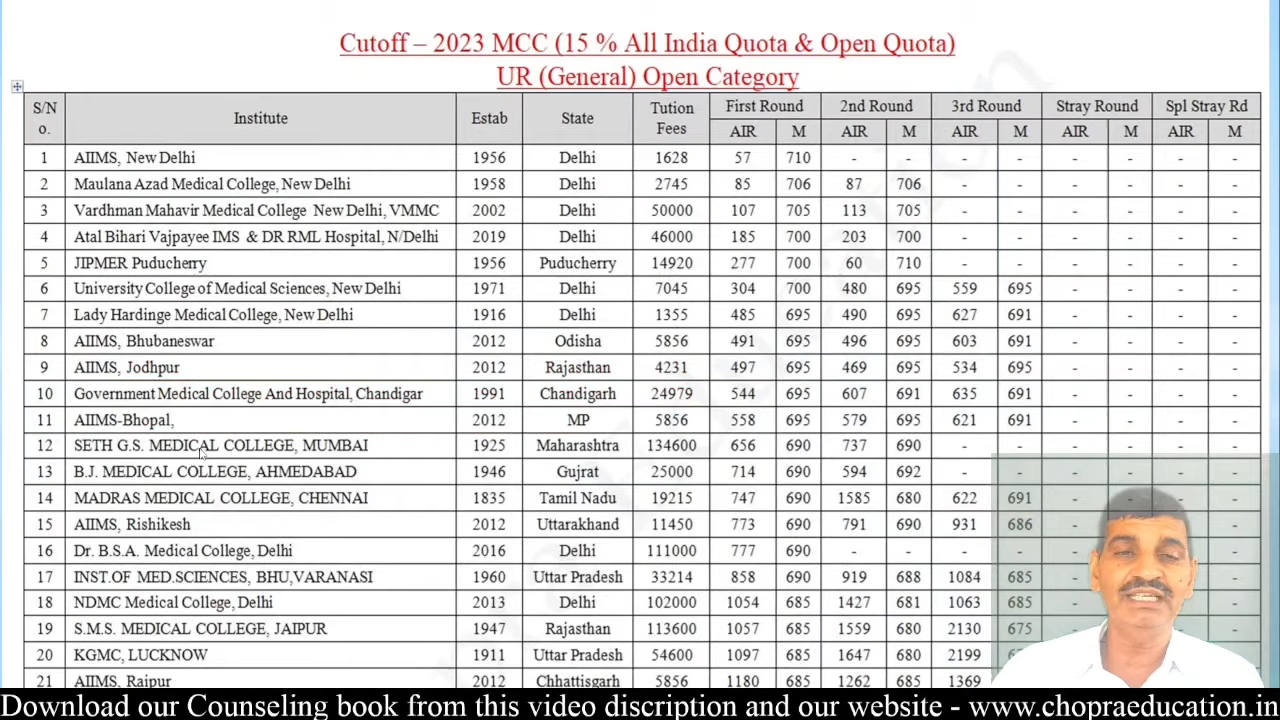 Cutoff – 2023 MCC (15 % All India Quota & Open Quota)
UR (General) Open Category
S/No. Institute Estab State Tution Fees First Round 2nd Round 3rd Round Stray Round Spl Stray Rd
AIR M AIR M AIR M AIR M AIR M
1 AIIMS, New Delhi 1956 Delhi 1628 57 710 - - - - - - - -
2 Maulana Azad Medical College, New Delhi 1958 Delhi 2745 85 706 87 706 - - - - - -
3 Vardhman Mahavir Medical College New Delhi, VMMC 2002 Delhi 50000 107 705 113 705 - - - - - -
4 Atal Bihari Vajpayee IMS & DR RML Hospital, N/Delhi 2019 Delhi 46000 185 700 203 700 - - - - - -
5 JIPMER Puducherry 1956 Puducherry 14920 277 700 60 710 - - - - - -
6 University College of Medical Sciences, New Delhi 1971 Delhi 7045 304 700 480 695 559 695 - - - -
7 Lady Hardinge Medical College, New Delhi 1916 Delhi 1355 485 695 490 695 627 691 - - - -
8 AIIMS, Bhubaneswar 2012 Odisha 5856 491 695 496 695 603 691 - - - -
9 AIIMS, Jodhpur 2012 Rajasthan 4231 497 695 469 695 534 695 - - - -
10 Government Medical College And Hospital, Chandigar 1991 Chandigarh 24979 544 695 607 691 635 691 - - - -
11 AIIMS-Bhopal, 2012 MP 5856 558 695 579 695 621 691 - - - -
12 SETH G.S. MEDICAL COLLEGE, MUMBAI 1925 Maharashtra 134600 656 690 737 690 - - - - - -
13 B.J. MEDICAL COLLEGE, AHMEDABAD 1946 Gujrat 25000 714 690 594 692 - - - - - -
14 MADRAS MEDICAL COLLEGE, CHENNAI 1835 Tamil Nadu 19215 747 690 1585 680 622 691 - - - -
15 AIIMS, Rishikesh 2012 Uttarakhand 11450 773 690 791 690 931 686 - - -
16 Dr. B.S.A. Medical College, Delhi 2016 Delhi 111000 777 690 - - - - - - -
17 INST.OF MED.SCIENCES, BHU,VARANASI 1960 Uttar Pradesh 33214 858 690 919 688 1084 685 - - -
18 NDMC Medical College, Delhi 2013 Delhi 102000 1054 685 1427 681 1063 685 - - -
19 S.M.S. MEDICAL COLLEGE, JAIPUR 1947 Rajasthan 113600 1057 685 1559 680 2130 675 - - -
20 KGMC, LUCKNOW 1911 Uttar Pradesh 54600 1097 685 1647 680 2199
21 AIIMS, Raipur 2012 Chhattisgarh 5856 1180 685 1262 685 1369
Download our Counseling book from this video discription and our website - www.chopraeducation.in